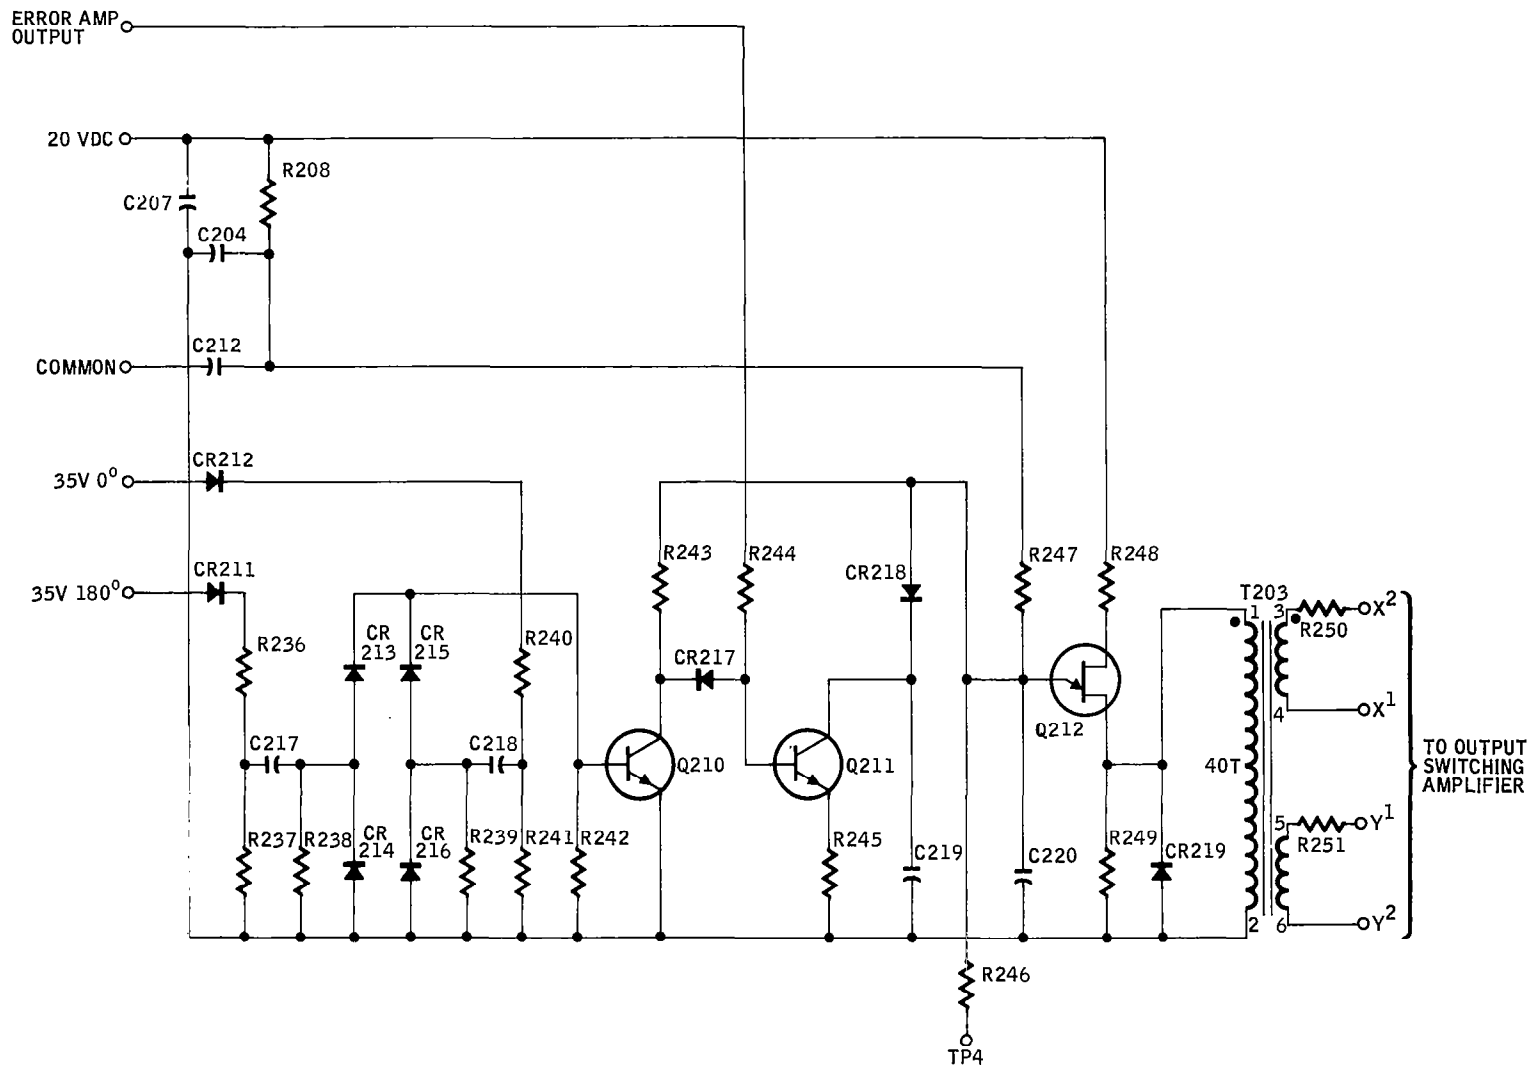 ERROR AMP
OUTPUT
20 VDC
R208
C207
C204
C212
COMMON
CR212
35V 0°
CR211
35V 180°
R243
R244
CR218
R247
R248
T203
1
3
X²
R250
R236
CR
213
CR
215
R240
CR217
4
X¹
Q212
C217
C218
Q210
Q211
40T
TO OUTPUT
SWITCHING
AMPLIFIER
R237
R238
CR
214
CR
216
R239
R241
R242
R245
C219
C220
R249
CR219
5
Y¹
R251
2
6
Y²
R246
TP4